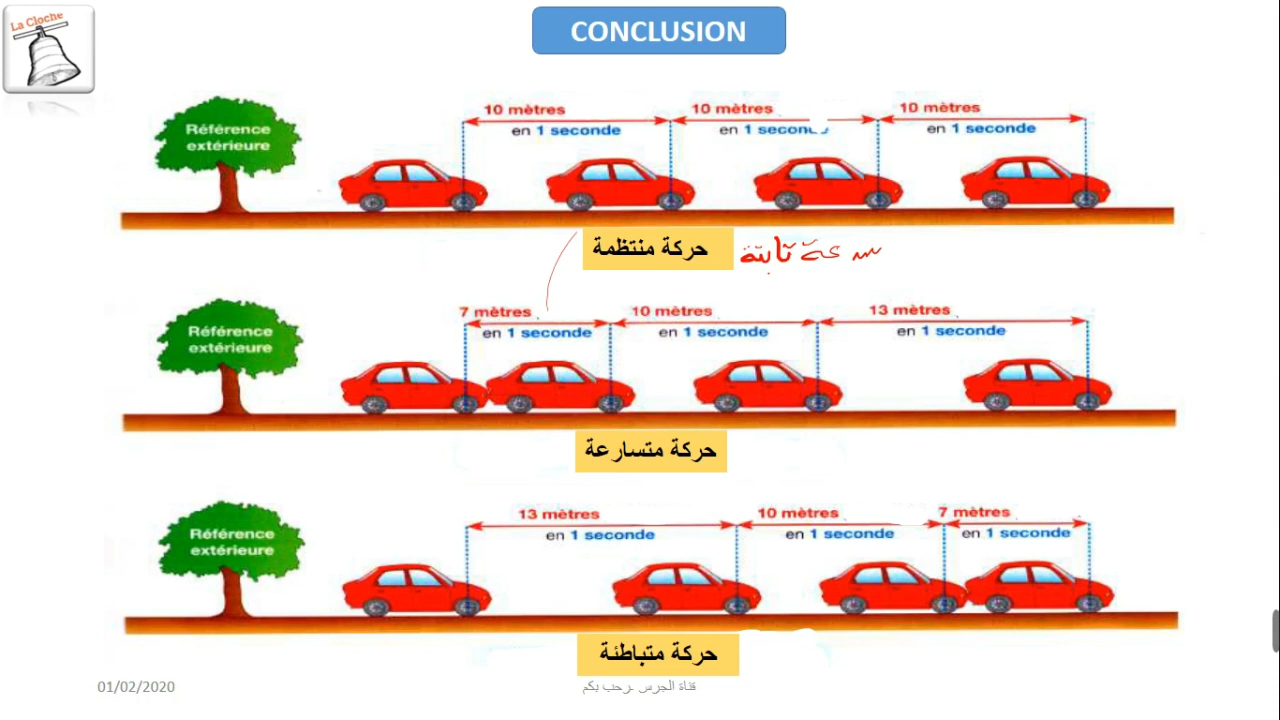 La Cloche
CONCLUSION
10 mètres
10 mètres
10 mètres
en 1 seconde
en 1 secon
en 1 seconde
Référence
extérieure
حركة منتظمة
سرعة ثابتة
7 mètres
10 mètres
13 mètres
en 1 seconde
en 1 seconde
en 1 seconde
Référence
extérieure
حركة متسارعة
13 mètres
10 mètres
7 mètres
en 1 seconde
en 1 seconde
en 1 seconde
Référence
extérieure
حركة متباطئة
01/02/2020
قناة الجرس ترحب بكم